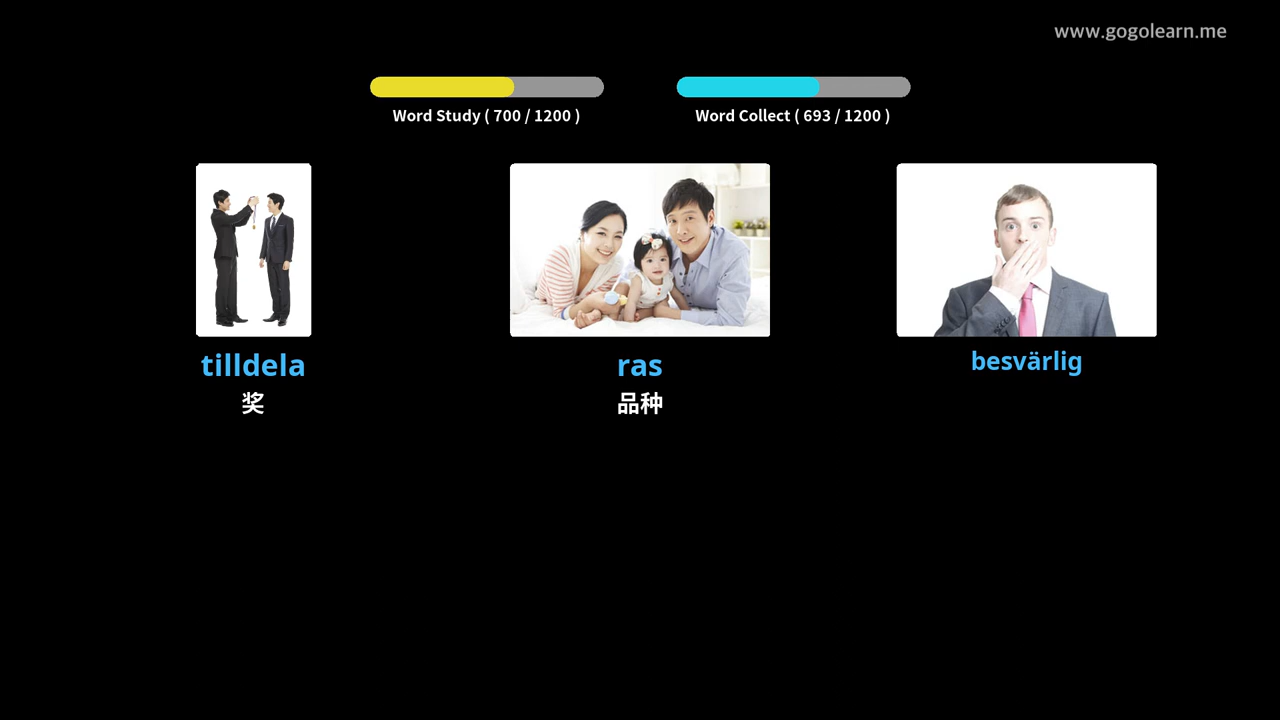 www.gogolearn.me
Word Study ( 700 / 1200 )
Word Collect ( 693 / 1200 )
tilldela
奖
ras
品种
besvärlig